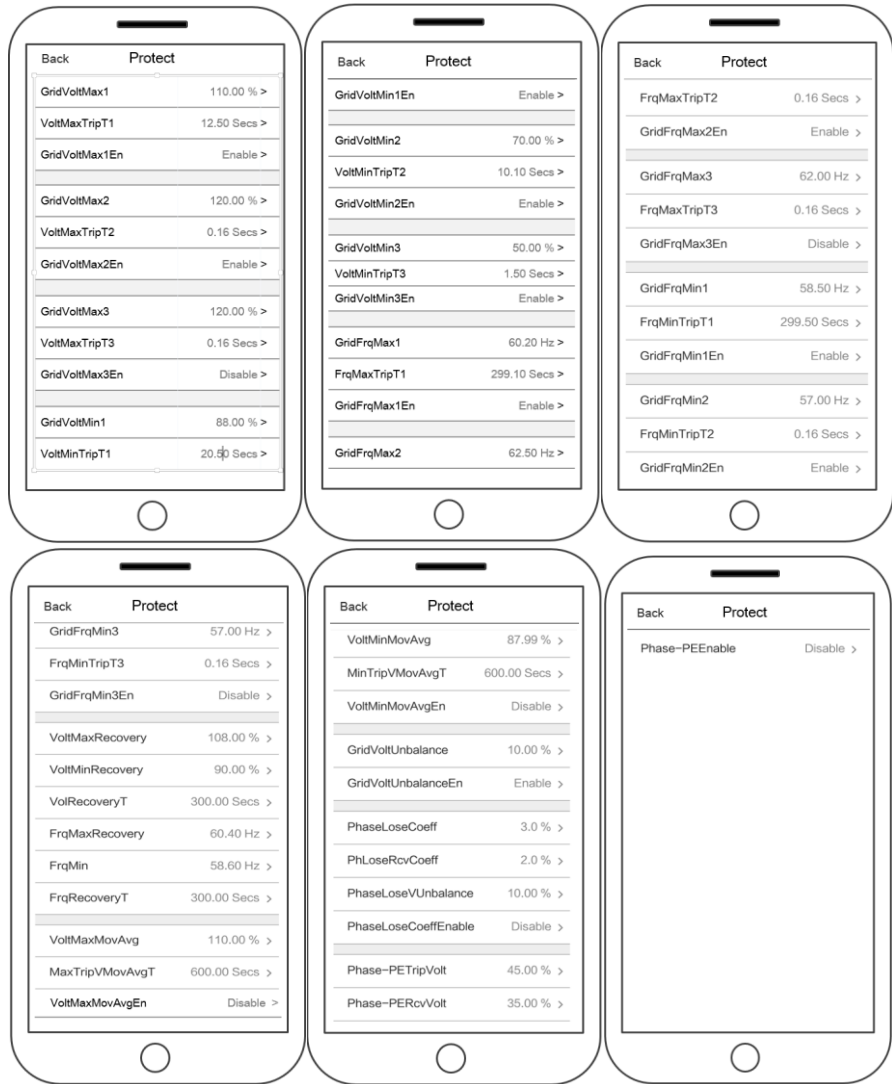 Back Protect
GridVoltMax1 110.00 % >
VoltMaxTripT1 12.50 Secs >
GridVoltMax1En Enable >
GridVoltMax2 120.00 % >
VoltMaxTripT2 0.16 Secs >
GridVoltMax2En Enable >
GridVoltMax3 120.00 % >
VoltMaxTripT3 0.16 Secs >
GridVoltMax3En Disable >
GridVoltMin1 88.00 % >
VoltMinTripT1 20.50 Secs >
Back Protect
GridVoltMin1En Enable >
GridVoltMin2 70.00 % >
VoltMinTripT2 10.10 Secs >
GridVoltMin2En Enable >
GridVoltMin3 50.00 % >
VoltMinTripT3 1.50 Secs >
GridVoltMin3En Enable >
GridFrqMax1 60.20 Hz >
FrqMaxTripT1 299.10 Secs >
GridFrqMax1En Enable >
GridFrqMax2 62.50 Hz >
Back Protect
FrqMaxTripT2 0.16 Secs >
GridFrqMax2En Enable >
GridFrqMax3 62.00 Hz >
FrqMaxTripT3 0.16 Secs >
GridFrqMax3En Disable >
GridFrqMin1 58.50 Hz >
FrqMinTripT1 299.50 Secs >
GridFrqMin1En Enable >
GridFrqMin2 57.00 Hz >
FrqMinTripT2 0.16 Secs >
GridFrqMin2En Enable >
Back Protect
GridFrqMin3 57.00 Hz >
FrqMinTripT3 0.16 Secs >
GridFrqMin3En Disable >
VoltMaxRecovery 108.00 % >
VoltMinRecovery 90.00 % >
VolRecoveryT 300.00 Secs >
FrqMaxRecovery 60.40 Hz >
FrqMin 58.60 Hz >
FrqRecoveryT 300.00 Secs >
VoltMaxMovAvg 110.00 % >
MaxTripVMovAvgT 600.00 Secs >
VoltMaxMovAvgEn Disable >
Back Protect
VoltMinMovAvg 87.99 % >
MinTripVMovAvgT 600.00 Secs >
VoltMinMovAvgEn Disable >
GridVoltUnbalance 10.00 % >
GridVoltUnbalanceEn Enable >
PhaseLoseCoeff 3.0 % >
PhLoseRcvCoeff 2.0 % >
PhaseLoseVUnbalance 10.00 % >
PhaseLoseCoeffEnable Disable >
Phase-PETripVolt 45.00 % >
Phase-PERcvVolt 35.00 % >
Back Protect
Phase-PEEnable Disable >